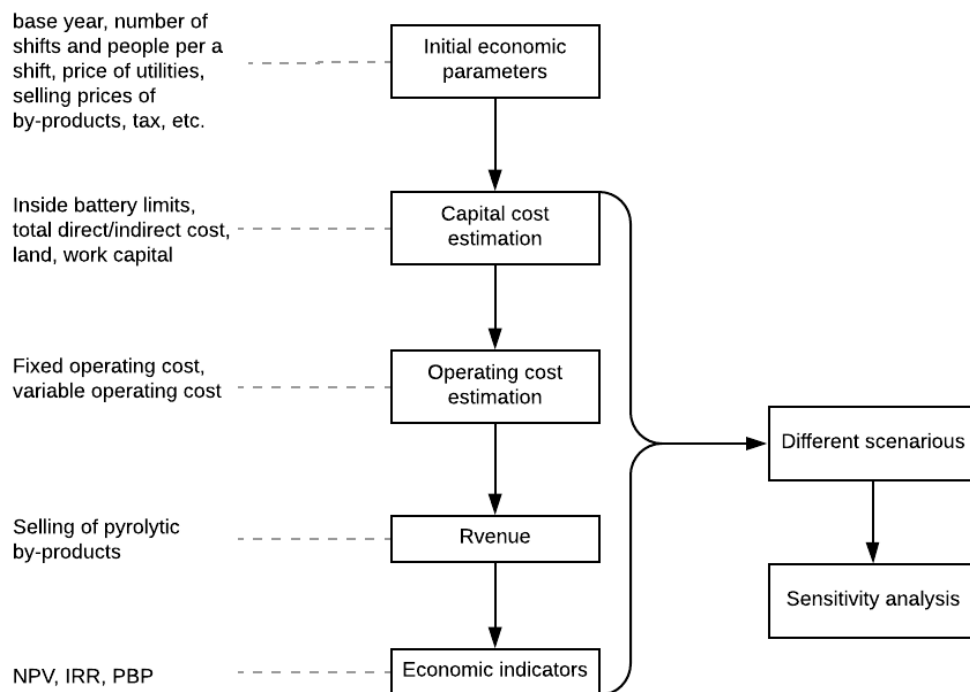 base year, number of
shifts and people per a
shift, price of utilities,
selling prices of
by-products, tax, etc.
Initial economic
parameters
Inside battery limits,
total direct/indirect cost,
land, work capital
Capital cost
estimation
Fixed operating cost,
variable operating cost
Operating cost
estimation
Different scenarious
Selling of pyrolytic
by-products
Rvenue
Sensitivity analysis
NPV, IRR, PBP
Economic indicators